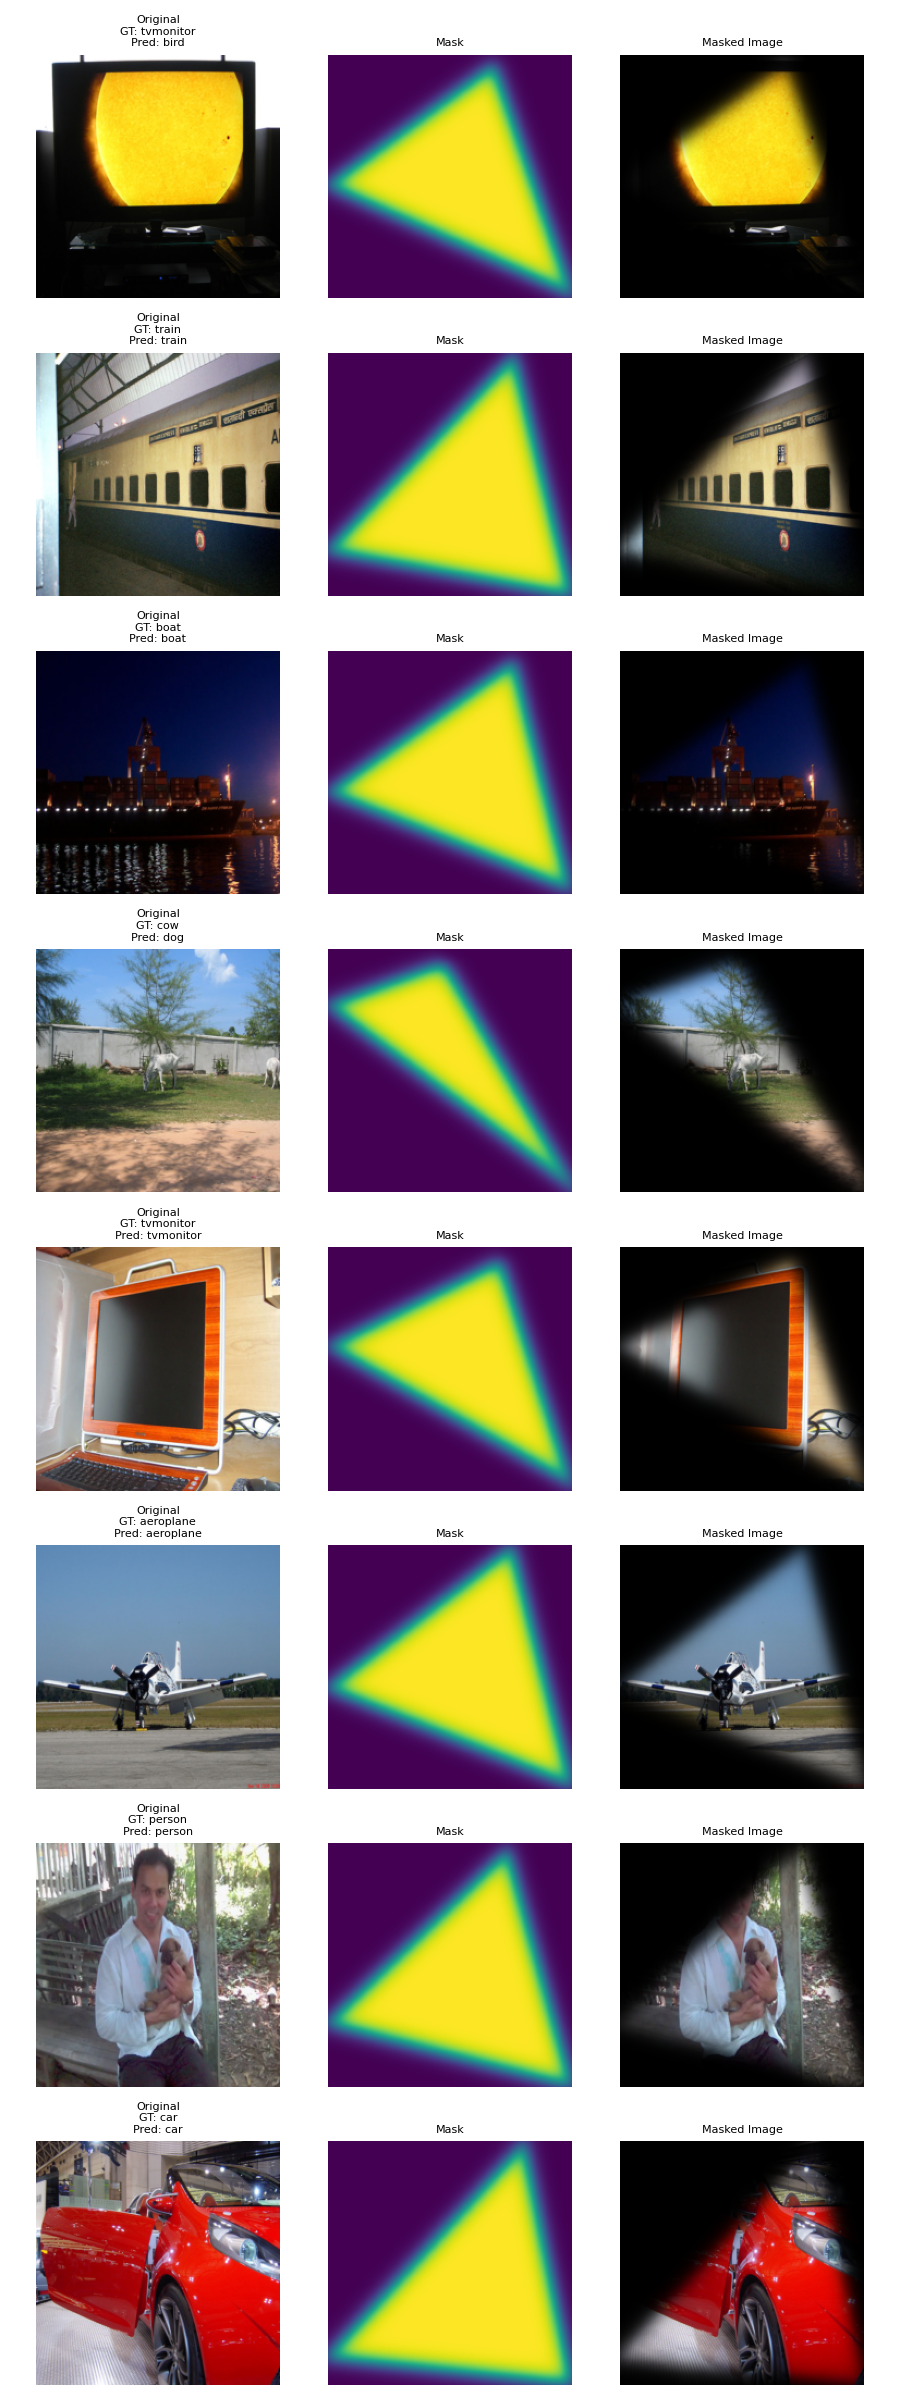 Original
GT: tvmonitor
Pred: bird
Mask
Masked Image
Original
GT: train
Pred: train
Mask
Masked Image
Original
GT: boat
Pred: boat
Mask
Masked Image
Original
GT: cow
Pred: dog
Mask
Masked Image
Original
GT: tvmonitor
Pred: tvmonitor
Mask
Masked Image
Original
GT: aeroplane
Pred: aeroplane
Mask
Masked Image
Original
GT: person
Pred: person
Mask
Masked Image
Original
GT: car
Pred: car
Mask
Masked Image